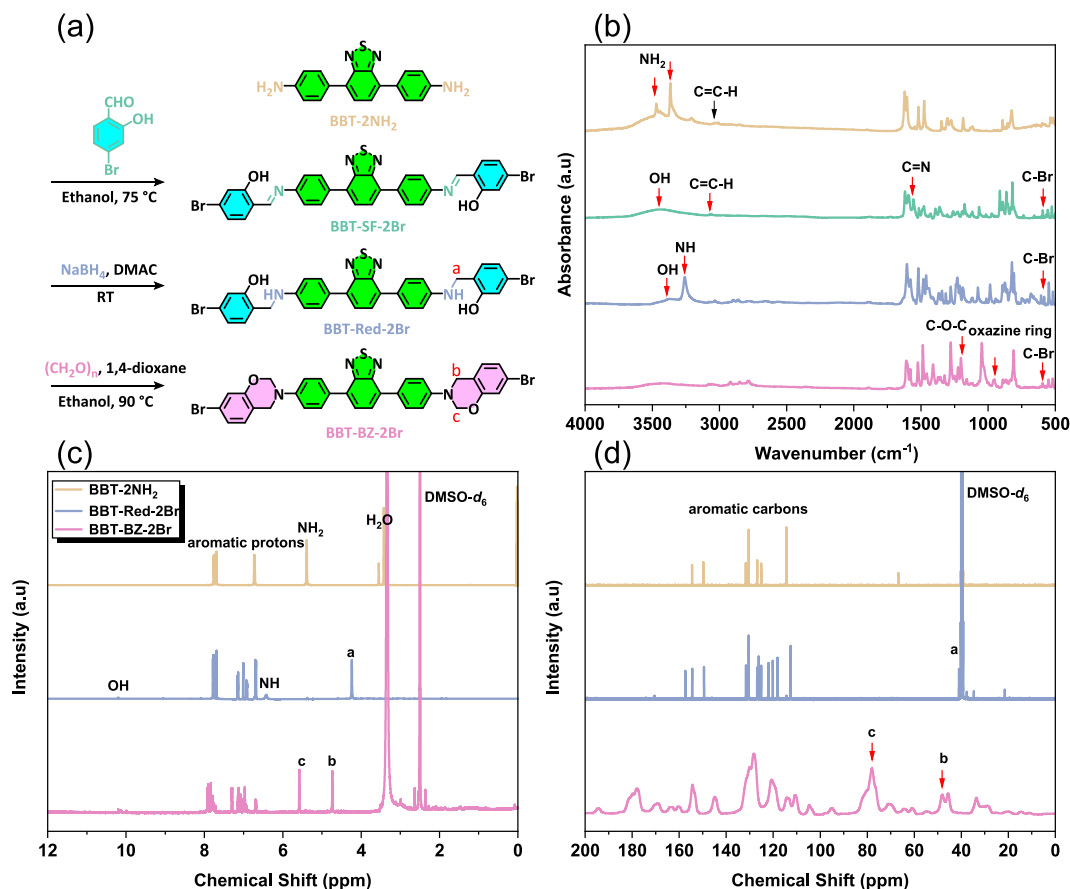 (a)
S
N N
H₂N
NH₂
BBT-2NH₂
CHO
OH
Br
Ethanol, 75 °C
S
N N
OH
Br
N
N
Br
HO
BBT-SF-2Br
NaBH₄, DMAC
RT
S
N N
a
OH
Br
HN
NH
Br
HO
BBT-Red-2Br
(CH₂O)ₙ, 1,4-dioxane
Ethanol, 90 °C
S
N N
b
O
N
Br
N
O
Br
c
BBT-BZ-2Br
(b)
Absorbance (a.u)
NH₂
C=C-H
OH
C=C-H
C=N
C-Br
OH
NH
C-Br
C-O-C
oxazine ring
C-Br
4000 3500 3000 2500 2000 1500 1000 500
Wavenumber (cm⁻¹)
(c)
BBT-2NH₂
BBT-Red-2Br
BBT-BZ-2Br
Intensity (a.u)
aromatic protons
NH₂
H₂O
DMSO-d₆
OH
NH
a
c
b
12 10 8 6 4 2 0
Chemical Shift (ppm)
(d)
Intensity (a.u)
aromatic carbons
DMSO-d₆
a
c
b
200 180 160 140 120 100 80 60 40 20 0
Chemical Shift (ppm)